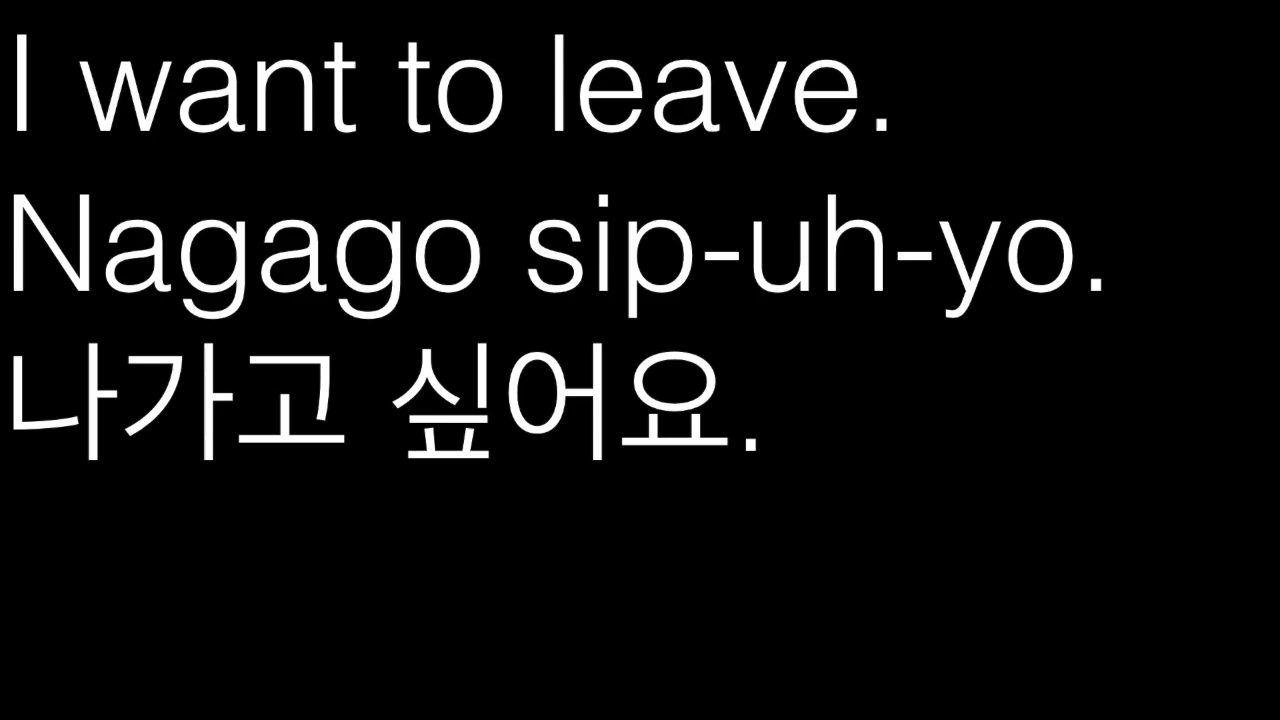 I want to leave.
Nagago sip-uh-yo.
나가고 싶어요.